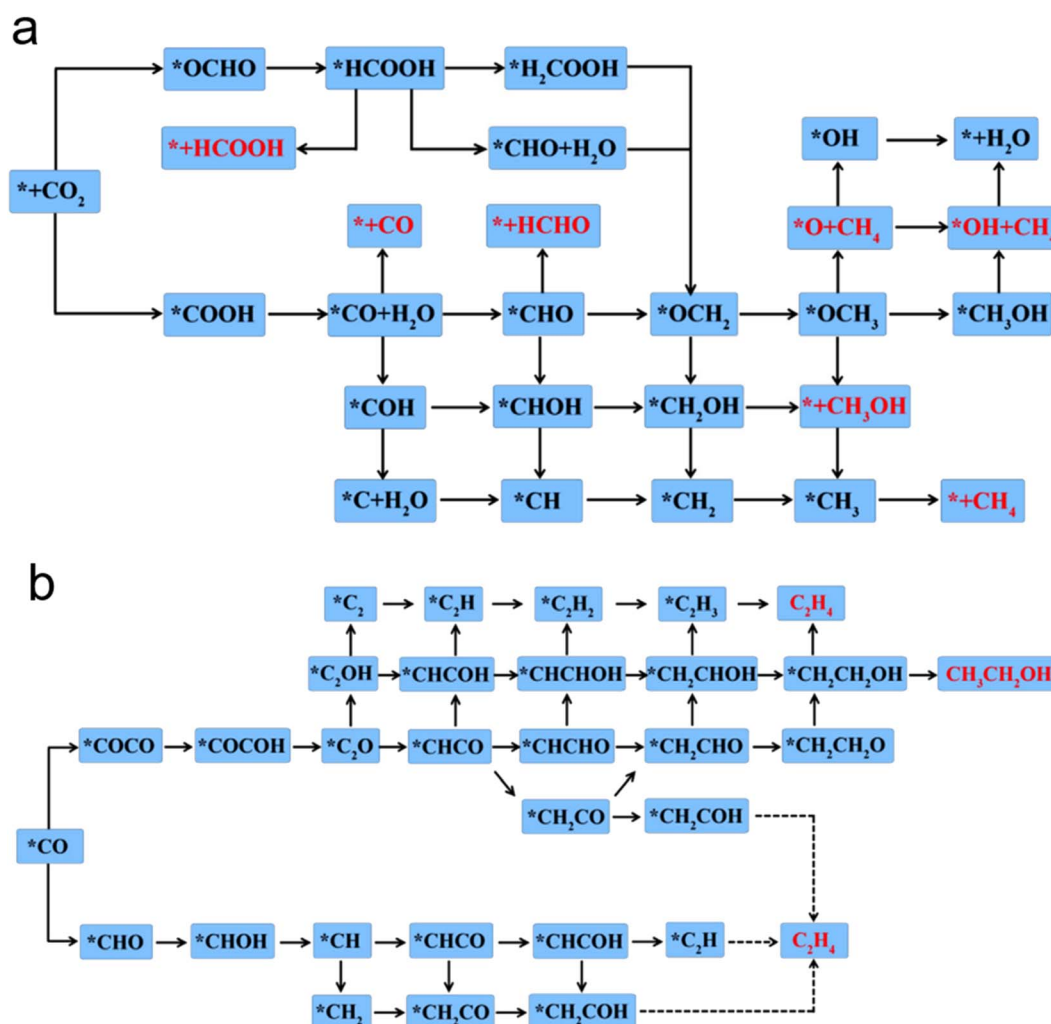 a
*OCHO *HCOOH *H₂COOH
*+HCOOH *CHO+H₂O *OH *+H₂O
*+CO₂
*+CO *+HCHO *O+CH₄ *OH+CH₄
*COOH *CO+H₂O *CHO *OCH₂ *OCH₃ *CH₃OH
*COH *CHOH *CH₂OH *+CH₃OH
*C+H₂O *CH *CH₂ *CH₃ *+CH₄
b
*C₂ *C₂H *C₂H₂ *C₂H₃ C₂H₄
*C₂OH *CHCOH *CHCHOH *CH₂CHOH *CH₂CH₂OH CH₃CH₂OH
*COCO *COCOH *C₂O *CHCO *CHCHO *CH₂CHO *CH₂CH₂O
*CH₂CO *CH₂COH
*CO
*CHO *CHOH *CH *CHCO *CHCOH *C₂H C₂H₄
*CH₂ *CH₂CO *CH₂COH